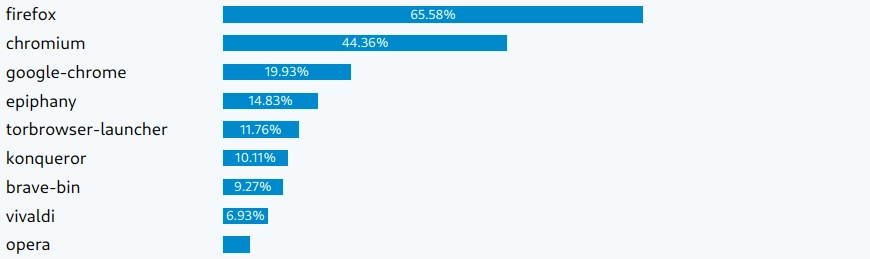 firefox 65.58%
chromium 44.36%
google-chrome 19.93%
epiphany 14.83%
torbrowser-launcher 11.76%
konqueror 10.11%
brave-bin 9.27%
vivaldi 6.93%
opera